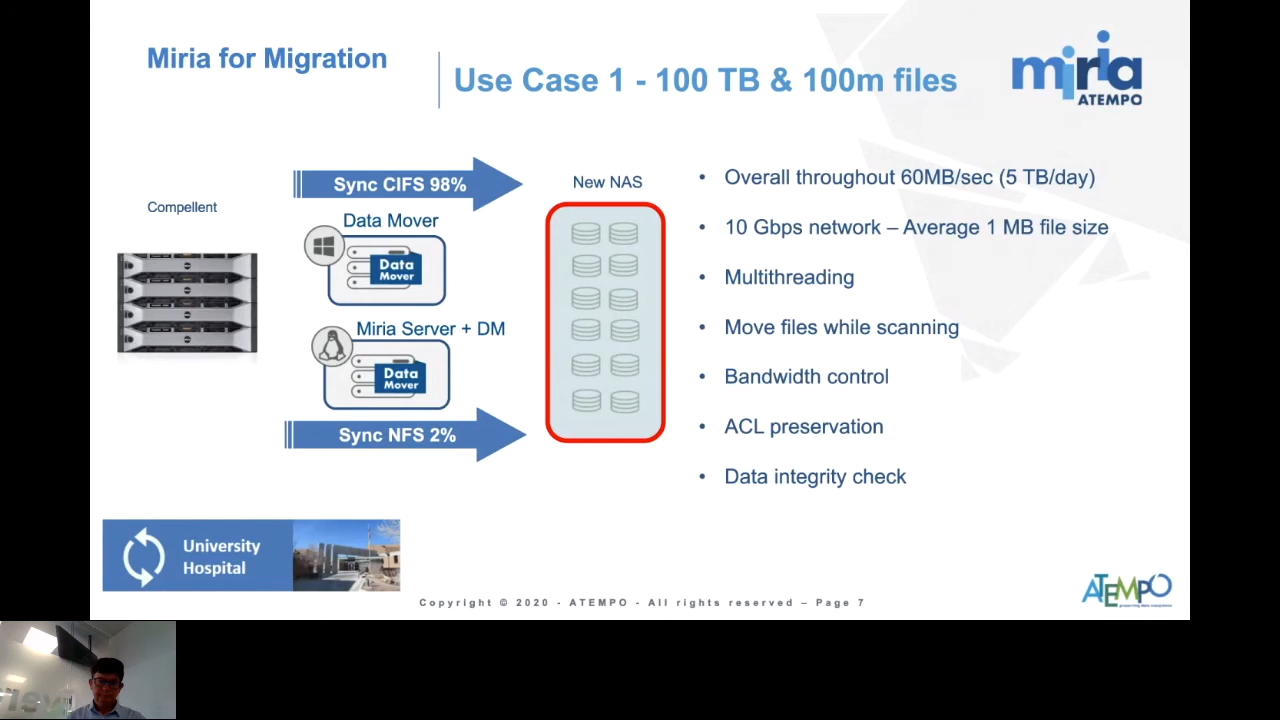 Miria for Migration
Use Case 1 - 100 TB & 100m files
miria
ATEMPO
Sync CIFS 98%
New NAS
Compellent
Data Mover
Data
Mover
Miria Server + DM
Data
Mover
Sync NFS 2%
• Overall throughout 60MB/sec (5 TB/day)
• 10 Gbps network – Average 1 MB file size
• Multithreading
• Move files while scanning
• Bandwidth control
• ACL preservation
• Data integrity check
University
Hospital
ATEMPO
Copyright © 2020 - ATEMPO - All rights reserved – Page 7